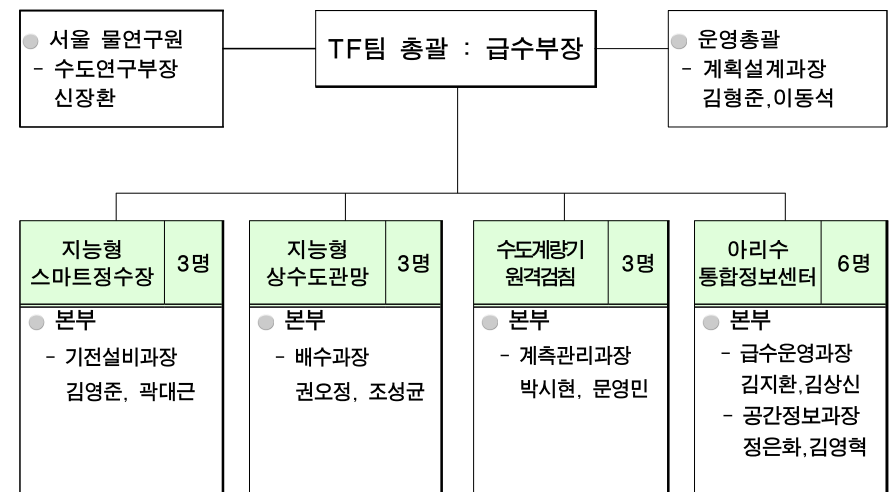 서울 물연구원
- 수도연구부장
신장환
TF팀 총괄 : 급수부장
운영총괄
- 계획설계과장
김형준,이동석
지능형
스마트정수장
3명
본부
- 기전설비과장
김영준, 곽대근
지능형
상수도관망
3명
본부
- 배수과장
권오정, 조성균
수도계량기
원격검침
3명
본부
- 계측관리과장
박시현, 문영민
아리수
통합정보센터
6명
본부
- 급수운영과장
김지환,김상신
- 공간정보과장
정은화,김영혁